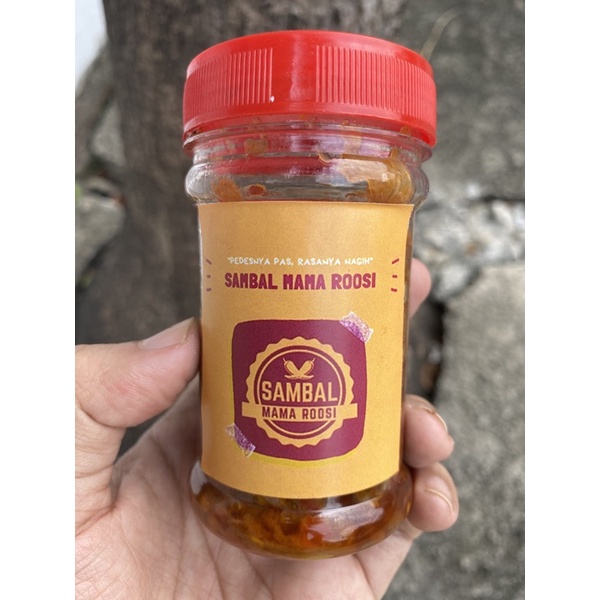 "PEDESNYA PAS, RASANYA NAGIH"
SAMBAL MAMA ROOSI
SAMBAL
MAMA ROOSI